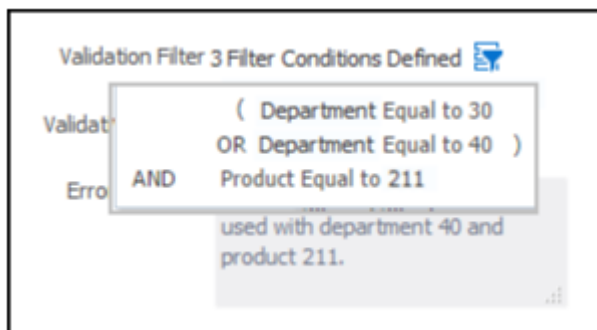 Validation Filter 3 Filter Conditions Defined
Validat
( Department Equal to 30
OR Department Equal to 40 )
Erro
AND Product Equal to 211
used with department 40 and
product 211.